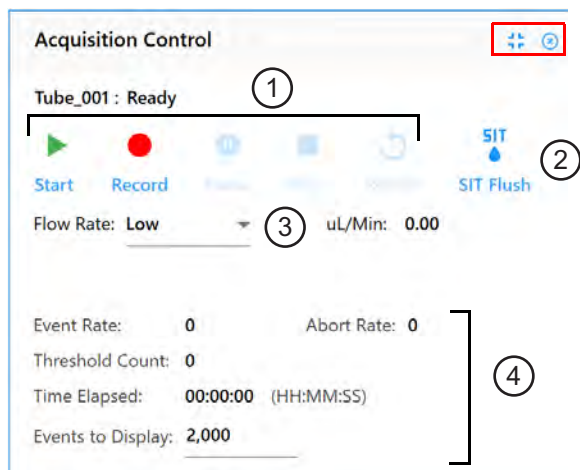 Acquisition Control
Tube_001 : Ready
1
SIT
2
Start Record SIT Flush
Flow Rate: Low 3 uL/Min: 0.00
Event Rate: 0 Abort Rate: 0
Threshold Count: 0
4
Time Elapsed: 00:00:00 (HH:MM:SS)
Events to Display: 2,000